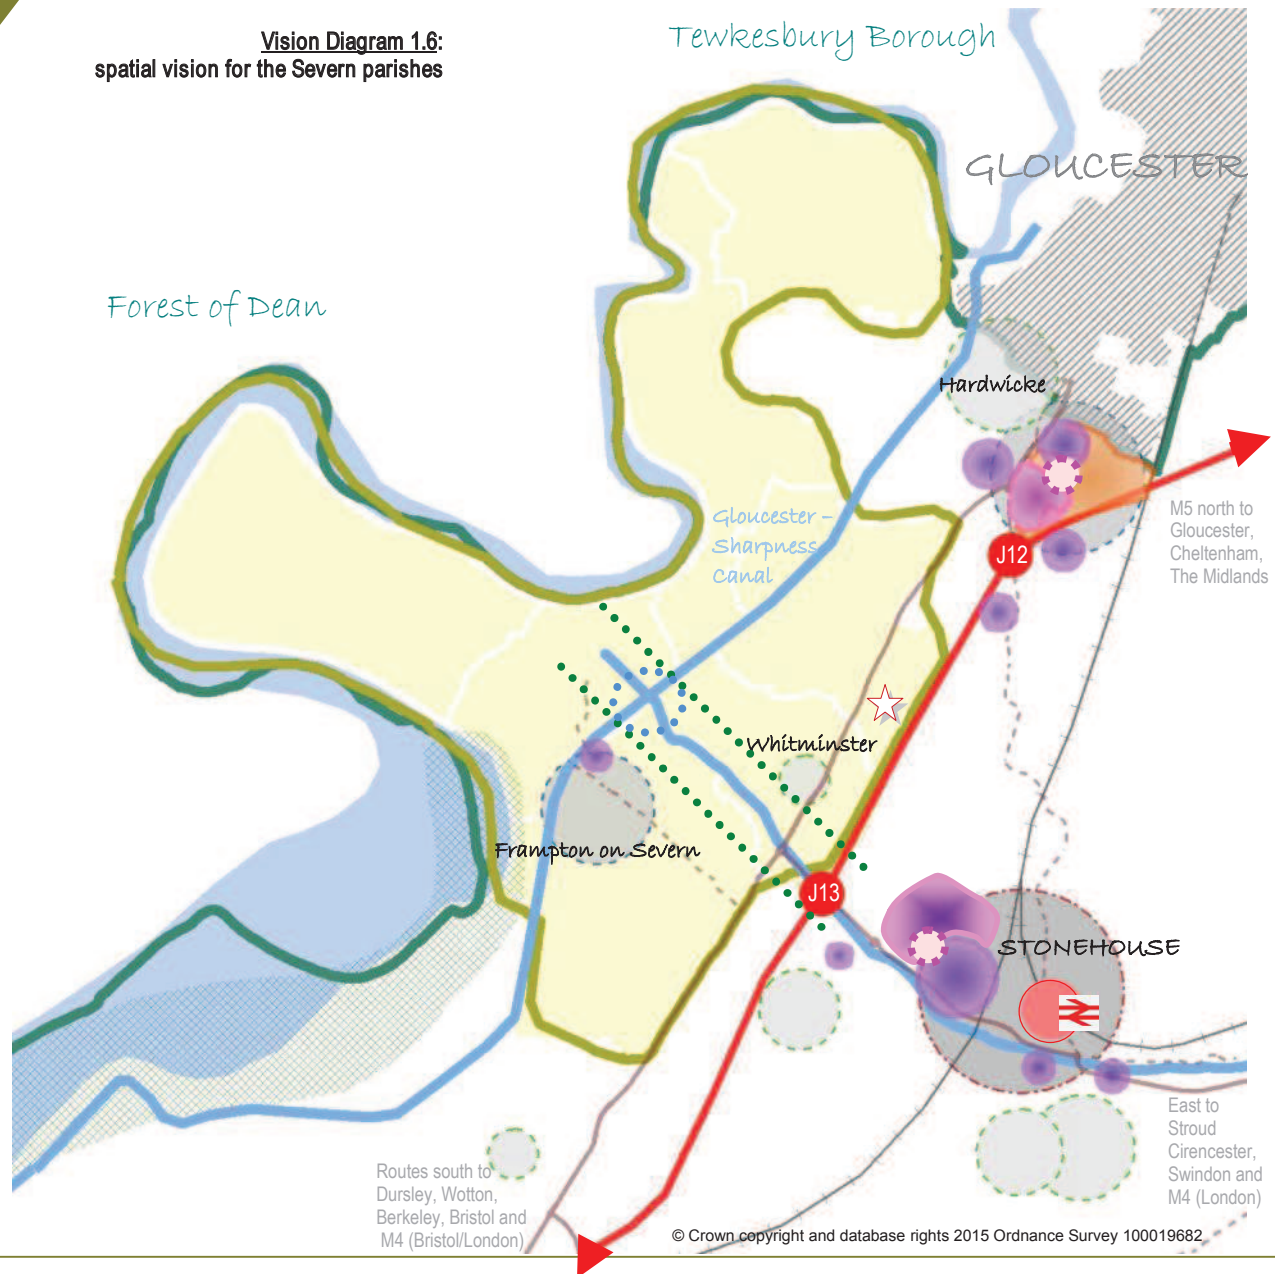 Vision Diagram 1.6:
spatial vision for the Severn parishes
Tewkesbury Borough
GLOUCESTER
Forest of Dean
Hardwicke
Gloucester –
Sharpness
Canal
M5 north to
Gloucester,
Cheltenham,
The Midlands
J12
Whitminster
Frampton on Severn
J13
STONEHOUSE
East to
Stroud
Cirencester,
Swindon and
M4 (London)
Routes south to
Dursley, Wotton,
Berkeley, Bristol and
M4 (Bristol/London)
© Crown copyright and database rights 2015 Ordnance Survey 100019682